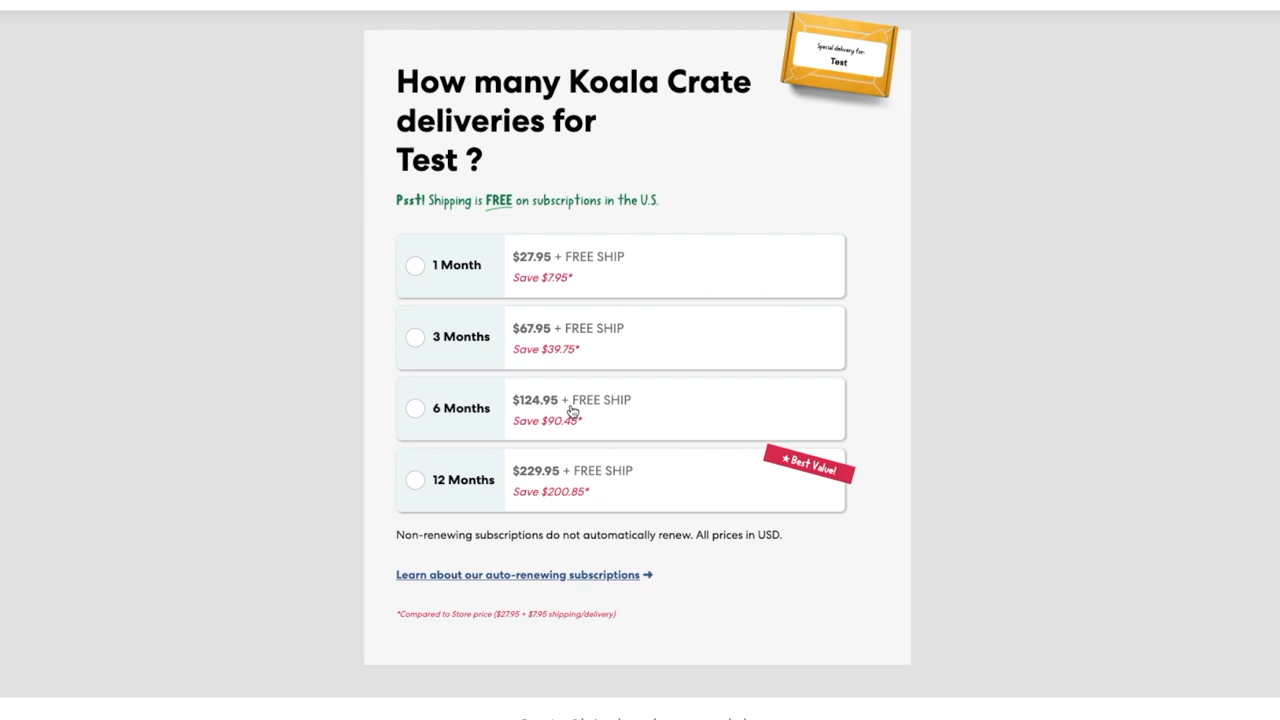 Special delivery for:
Test
How many Koala Crate
deliveries for
Test ?
Psst! Shipping is FREE on subscriptions in the U.S.
1 Month
$27.95 + FREE SHIP
Save $7.95*
3 Months
$67.95 + FREE SHIP
Save $39.75*
6 Months
$124.95 + FREE SHIP
Save $90.45*
★ Best Value!
12 Months
$229.95 + FREE SHIP
Save $200.85*
Non-renewing subscriptions do not automatically renew. All prices in USD.
Learn about our auto-renewing subscriptions ➜
*Compared to Store price ($27.95 + $7.95 shipping/delivery)